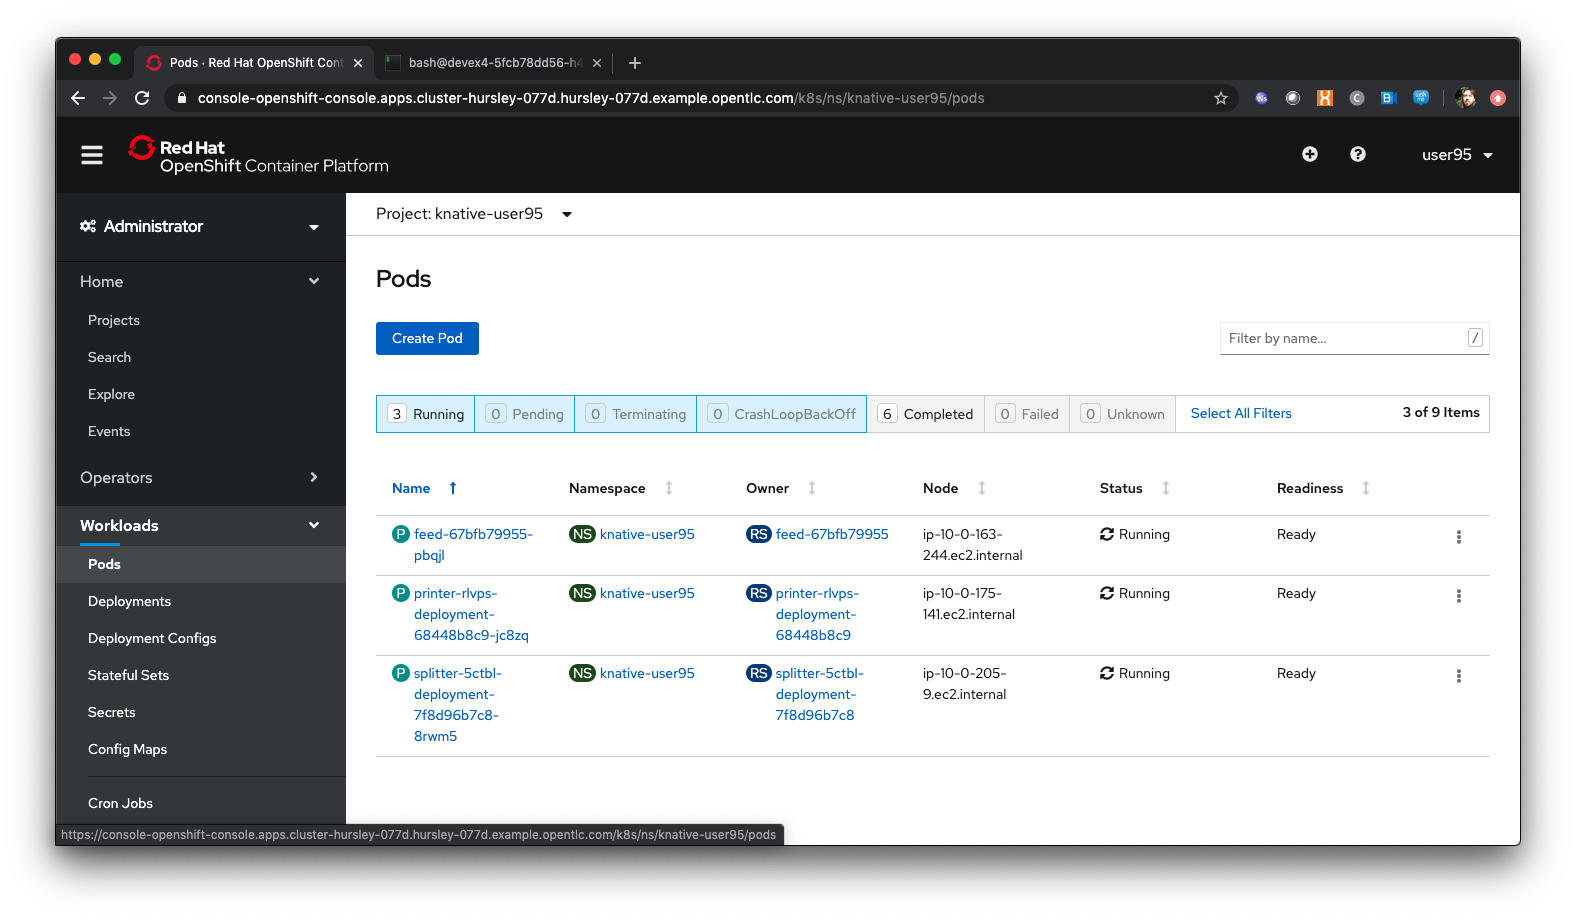 Pods · Red Hat OpenShift Cont
bash@devex4-5fcb78dd56-h4
console-openshift-console.apps.cluster-hursley-077d.hursley-077d.example.opentlc.com/k8s/ns/knative-user95/pods
Red Hat
OpenShift Container Platform
user95
Administrator
Home
Projects
Search
Explore
Events
Operators
Workloads
Pods
Deployments
Deployment Configs
Stateful Sets
Secrets
Config Maps
Cron Jobs
Project: knative-user95
Pods
Create Pod
Filter by name...
/
3 Running
0 Pending
0 Terminating
0 CrashLoopBackOff
6 Completed
0 Failed
0 Unknown
Select All Filters
3 of 9 Items
Name
Namespace
Owner
Node
Status
Readiness
P feed-67bfb79955-
pbqjl
NS knative-user95
RS feed-67bfb79955
ip-10-0-163-
244.ec2.internal
Running
Ready
P printer-rlvps-
deployment-
68448b8c9-jc8zq
NS knative-user95
RS printer-rlvps-
deployment-
68448b8c9
ip-10-0-175-
141.ec2.internal
Running
Ready
P splitter-5ctbl-
deployment-
7f8d96b7c8-
8rwm5
NS knative-user95
RS splitter-5ctbl-
deployment-
7f8d96b7c8
ip-10-0-205-
9.ec2.internal
Running
Ready
https://console-openshift-console.apps.cluster-hursley-077d.hursley-077d.example.opentlc.com/k8s/ns/knative-user95/pods